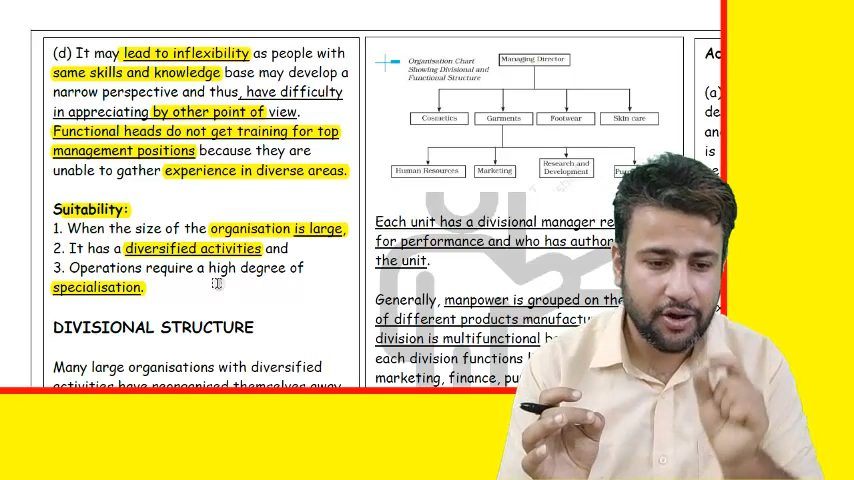 (d) It may lead to inflexibility as people with
same skills and knowledge base may develop a
narrow perspective and thus, have difficulty
in appreciating by other point of view.
Functional heads do not get training for top
management positions because they are
unable to gather experience in diverse areas.
Suitability:
1. When the size of the organisation is large,
2. It has a diversified activities and
3. Operations require a high degree of
specialisation.
DIVISIONAL STRUCTURE
Many large organisations with diversified
activities have reorganised themselves away
Organisation Chart
Showing Divisional and
Functional Structure
Managing Director
Cosmetics
Garments
Footwear
Skin care
Human Resources
Marketing
Research and
Development
Each unit has a divisional manager
for performance and who has
the unit.
Generally, manpower is grouped on the
of different products
division is multifunctional
each division functions
marketing, finance,
(a)
is